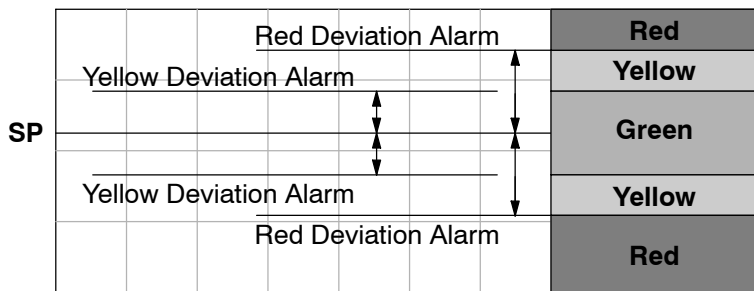 Red Deviation Alarm
Red
Yellow Deviation Alarm
Yellow
SP
Green
Yellow Deviation Alarm
Yellow
Red Deviation Alarm
Red